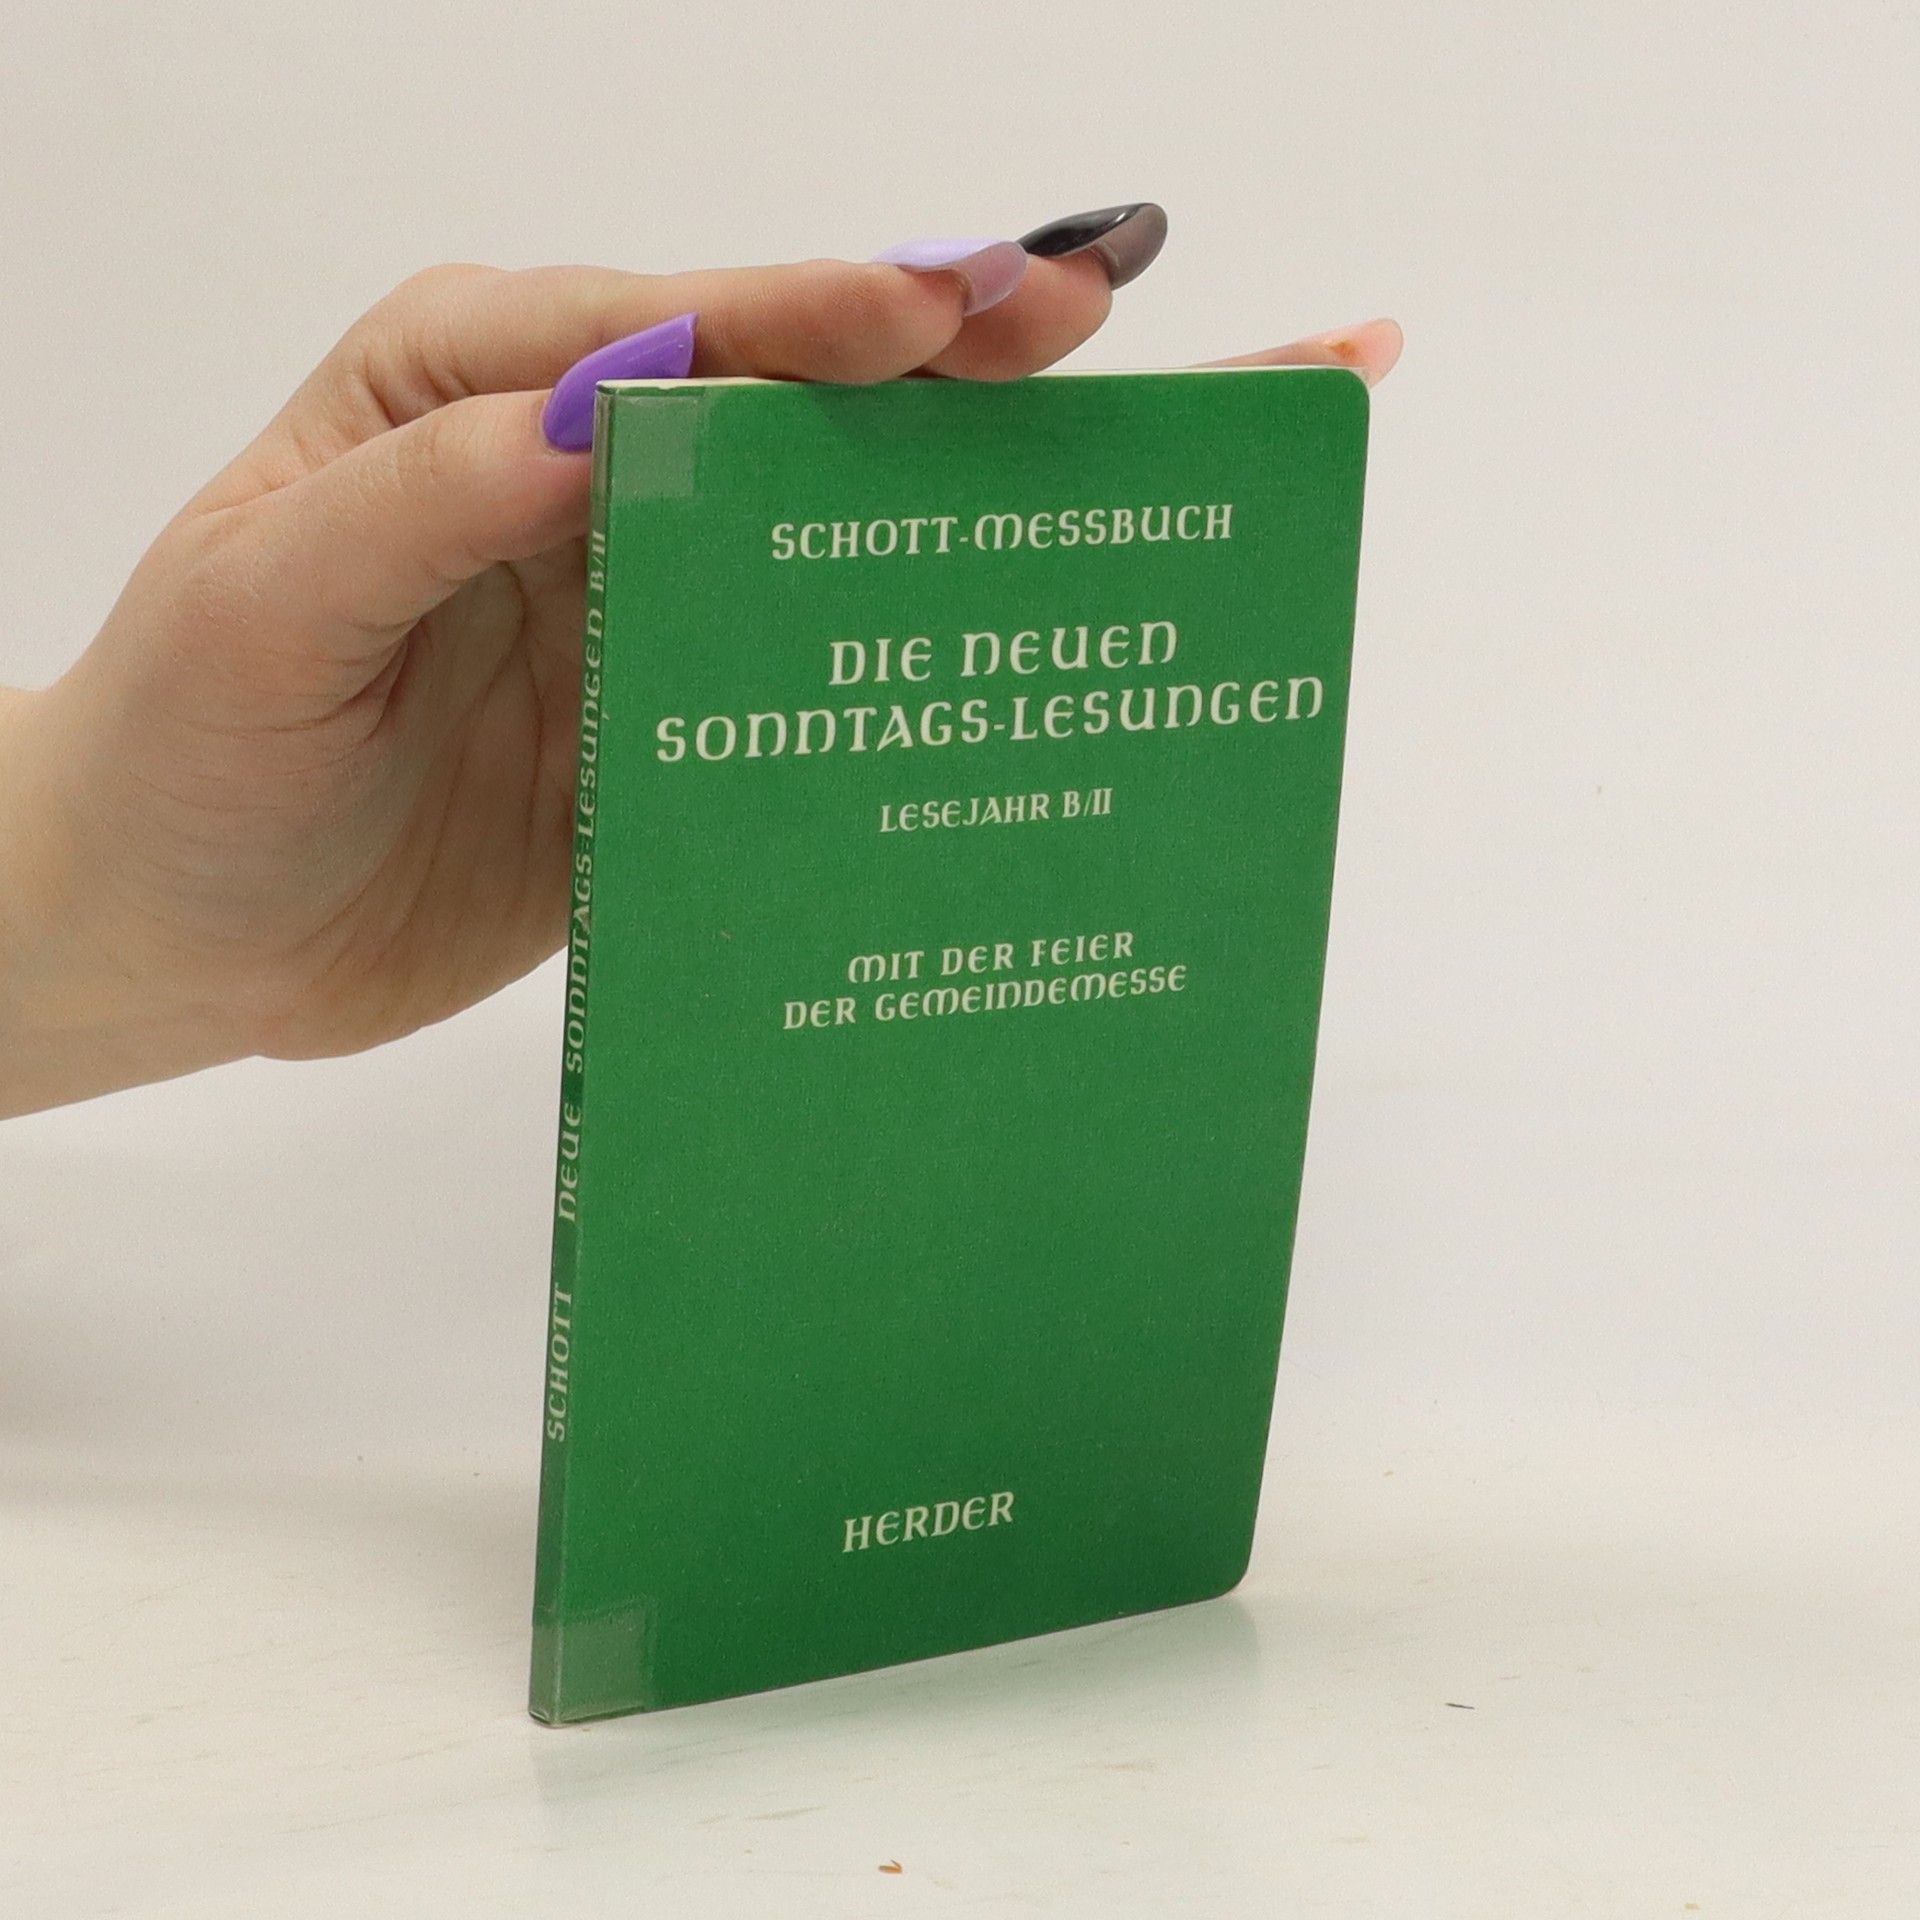 SCHOTT-MESSBUCH
DIE NEUEN
SONNTAGS-LESUNGEN
LESEJAHR B/II
MIT DER FEIER
DER GEMEINDEMESSE
HERDER
SCHOTT NEUE SONNTAGS-LESUNGEN B/II